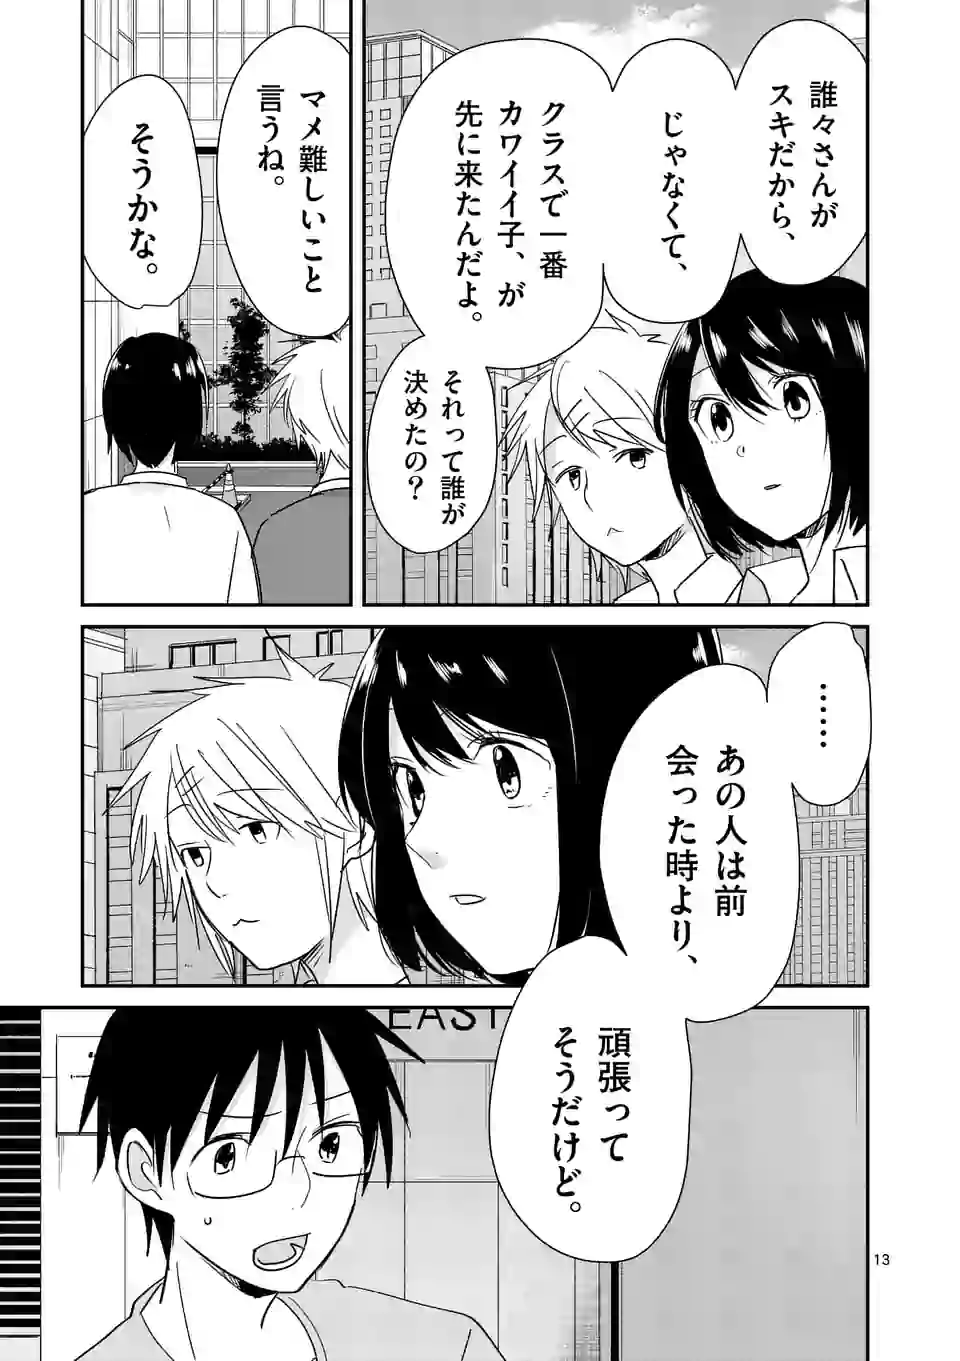 誰々さんが
スキだから、
じゃなくて、
クラスで一番
カワイイ子、が
先に来たんだよ。
それって誰が
決めたの？
マメ難しいこと
言うね。
そうかな。
……
あの人は前
会った時より、
頑張って
そうだけど。
EAST
13